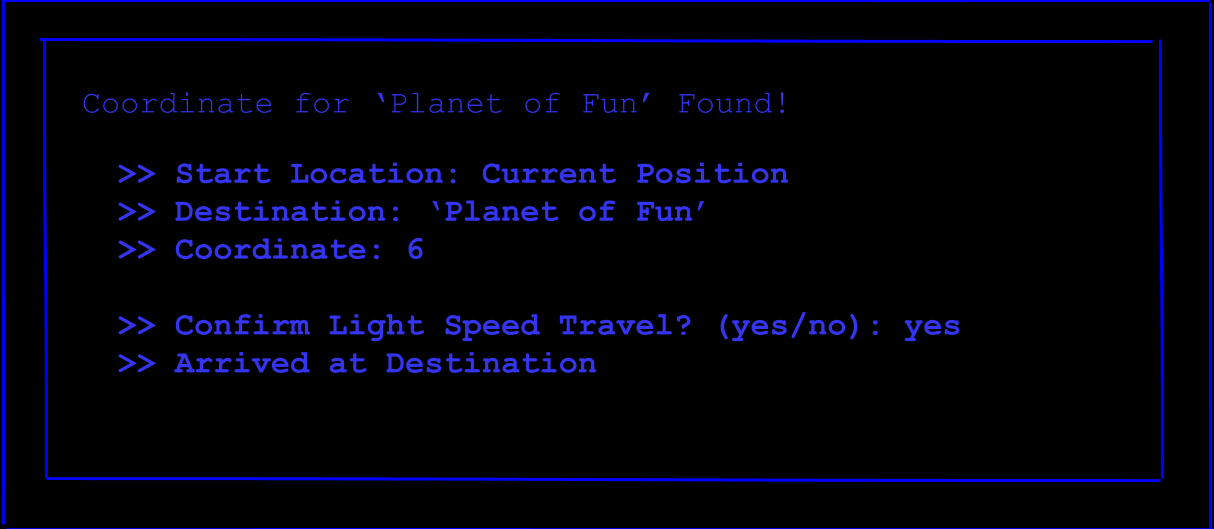 Coordinate for ‘Planet of Fun’ Found!
>> Start Location: Current Position
>> Destination: ‘Planet of Fun’
>> Coordinate: 6
>> Confirm Light Speed Travel? (yes/no): yes
>> Arrived at Destination